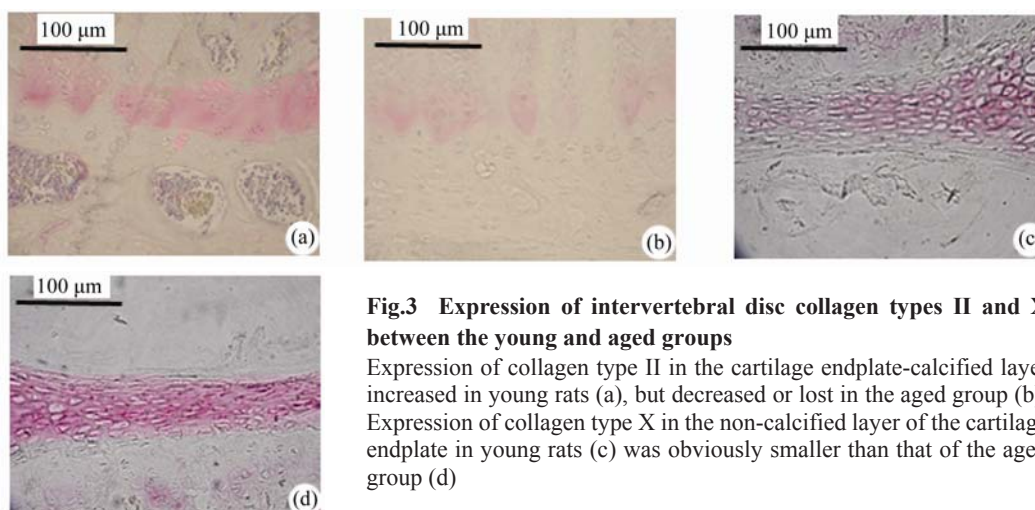 100 μm
100 μm
100 μm
(a)
(b)
(c
100 μm
(d)
Fig.3 Expression of intervertebral disc collagen types II and X
between the young and aged groups
Expression of collagen type II in the cartilage endplate-calcified laye
increased in young rats (a), but decreased or lost in the aged group (b
Expression of collagen type X in the non-calcified layer of the cartilag
endplate in young rats (c) was obviously smaller than that of the age
group (d)